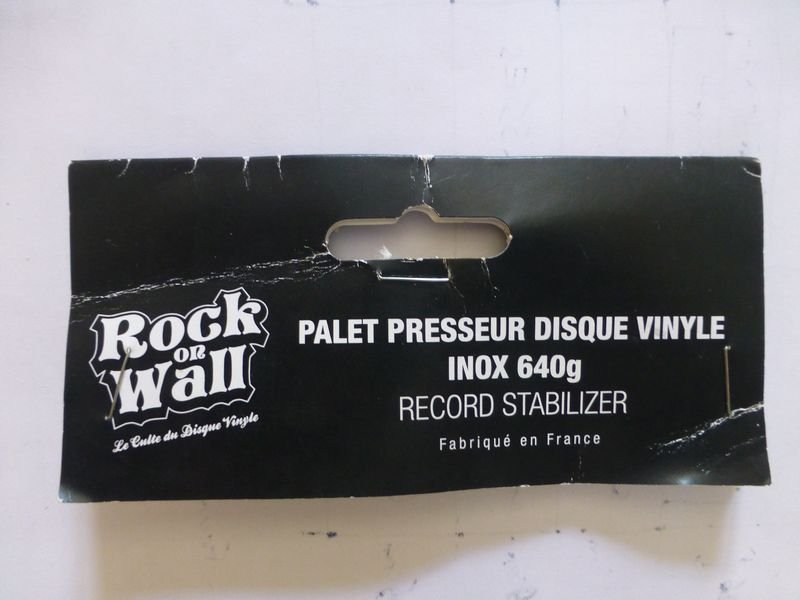 Rock
on
Wall
Le Culte du Disque Vinyle
PALET PRESSEUR DISQUE VINYLE
INOX 640g
RECORD STABILIZER
Fabriqué en France